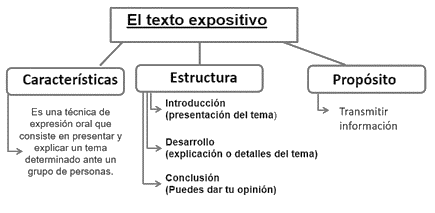 El texto expositivo
Características
Es una técnica de
expresión oral que
consiste en presentar y
explicar un tema
determinado ante un
grupo de personas.
Estructura
Introducción
(presentación del tema)
Desarrollo
(explicación o detalles del tema)
Conclusión
(Puedes dar tu opinión)
Propósito
Transmitir
información